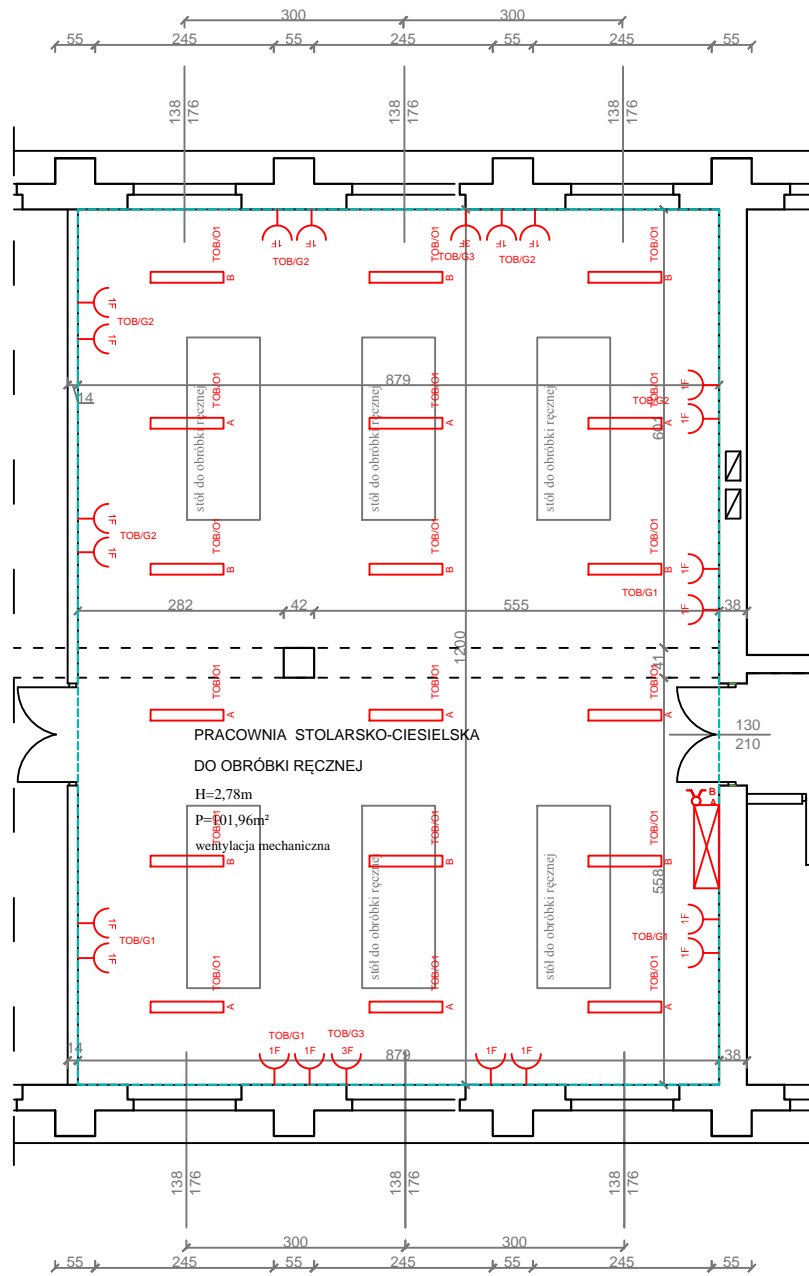 300
300
55
245
55
245
55
245
55
138
176
138
176
138
176
1F
1F
3F
1F
1F
TOB/G2
TOB/G3
TOB/G2
TOB/O1
TOB/O1
TOB/O1
B
B
B
1F
1F
TOB/G2
879
14
TOB/O1
TOB/O1
TOB/O1
A
A
A
1F
1F
TOB/G2
601
stół do obróbki ręcznej
stół do obróbki ręcznej
stół do obróbki ręcznej
1F
1F
TOB/G2
TOB/O1
TOB/O1
TOB/O1
B
B
B
1F
1F
TOB/G1
282
42
555
38
1200
41
TOB/O1
TOB/O1
TOB/O1
A
A
A
130
210
PRACOWNIA STOLARSKO-CIESIELSKA
DO OBRÓBKI RĘCZNEJ
H=2,78m
P=101,96m²
wentylacja mechaniczna
B
A
TOB/O1
TOB/O1
TOB/O1
B
B
B
558
stół do obróbki ręcznej
stół do obróbki ręcznej
1F
1F
TOB/G1
1F
1F
TOB/G1
TOB/O1
TOB/O1
TOB/O1
A
A
A
TOB/G1
TOB/G3
1F
1F
3F
1F
1F
14
879
38
138
176
138
176
138
176
300
300
55
245
55
245
55
245
55